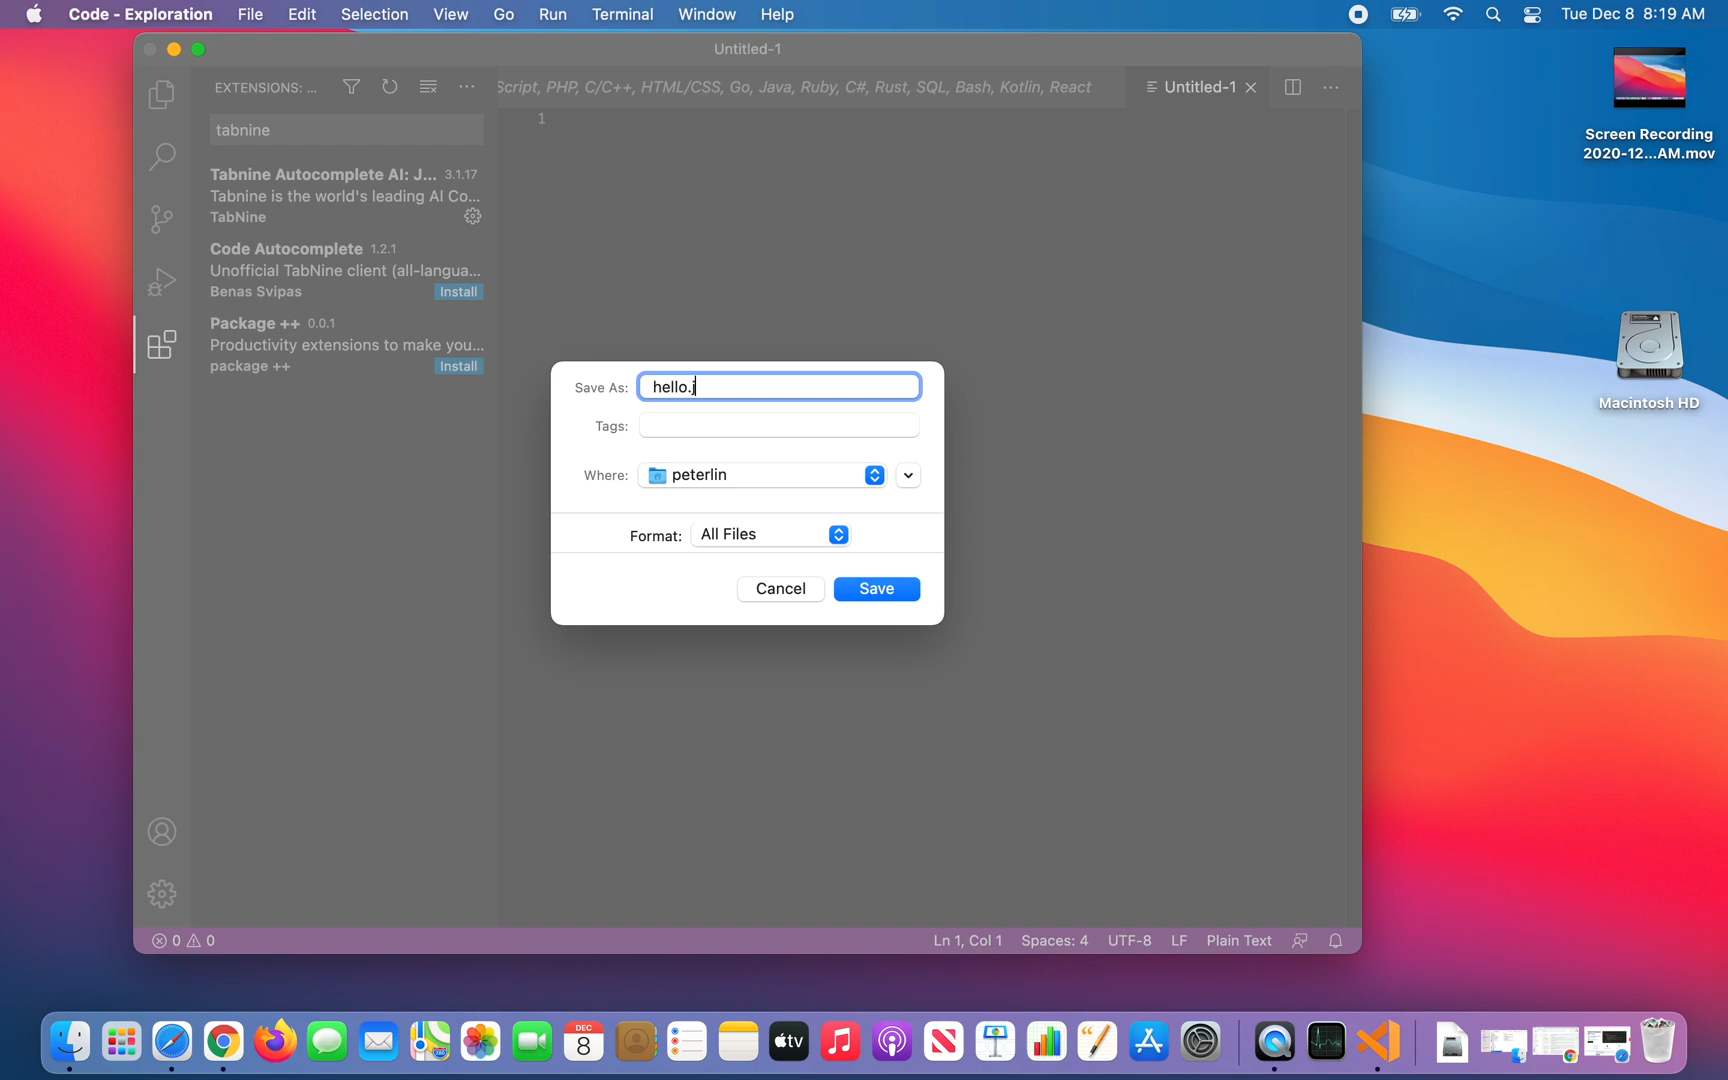 Code - Exploration File Edit Selection View Go Run Terminal Window Help Tue Dec 8 8:19 AM
Untitled-1
EXTENSIONS: ...
Script, PHP, C/C++, HTML/CSS, Go, Java, Ruby, C#, Rust, SQL, Bash, Kotlin, React
Untitled-1
tabnine
1
Tabnine Autocomplete AI: J... 3.1.17
Tabnine is the world's leading AI Co...
TabNine
Code Autocomplete 1.2.1
Unofficial TabNine client (all-langua...
Benas Svipas Install
Package ++ 0.0.1
Productivity extensions to make you...
package ++ Install
Save As: hello.j
Tags:
Where: peterlin
Format: All Files
Cancel Save
0 0 Ln 1, Col 1 Spaces: 4 UTF-8 LF Plain Text
Screen Recording
2020-12...AM.mov
Macintosh HD
DEC
8
tv